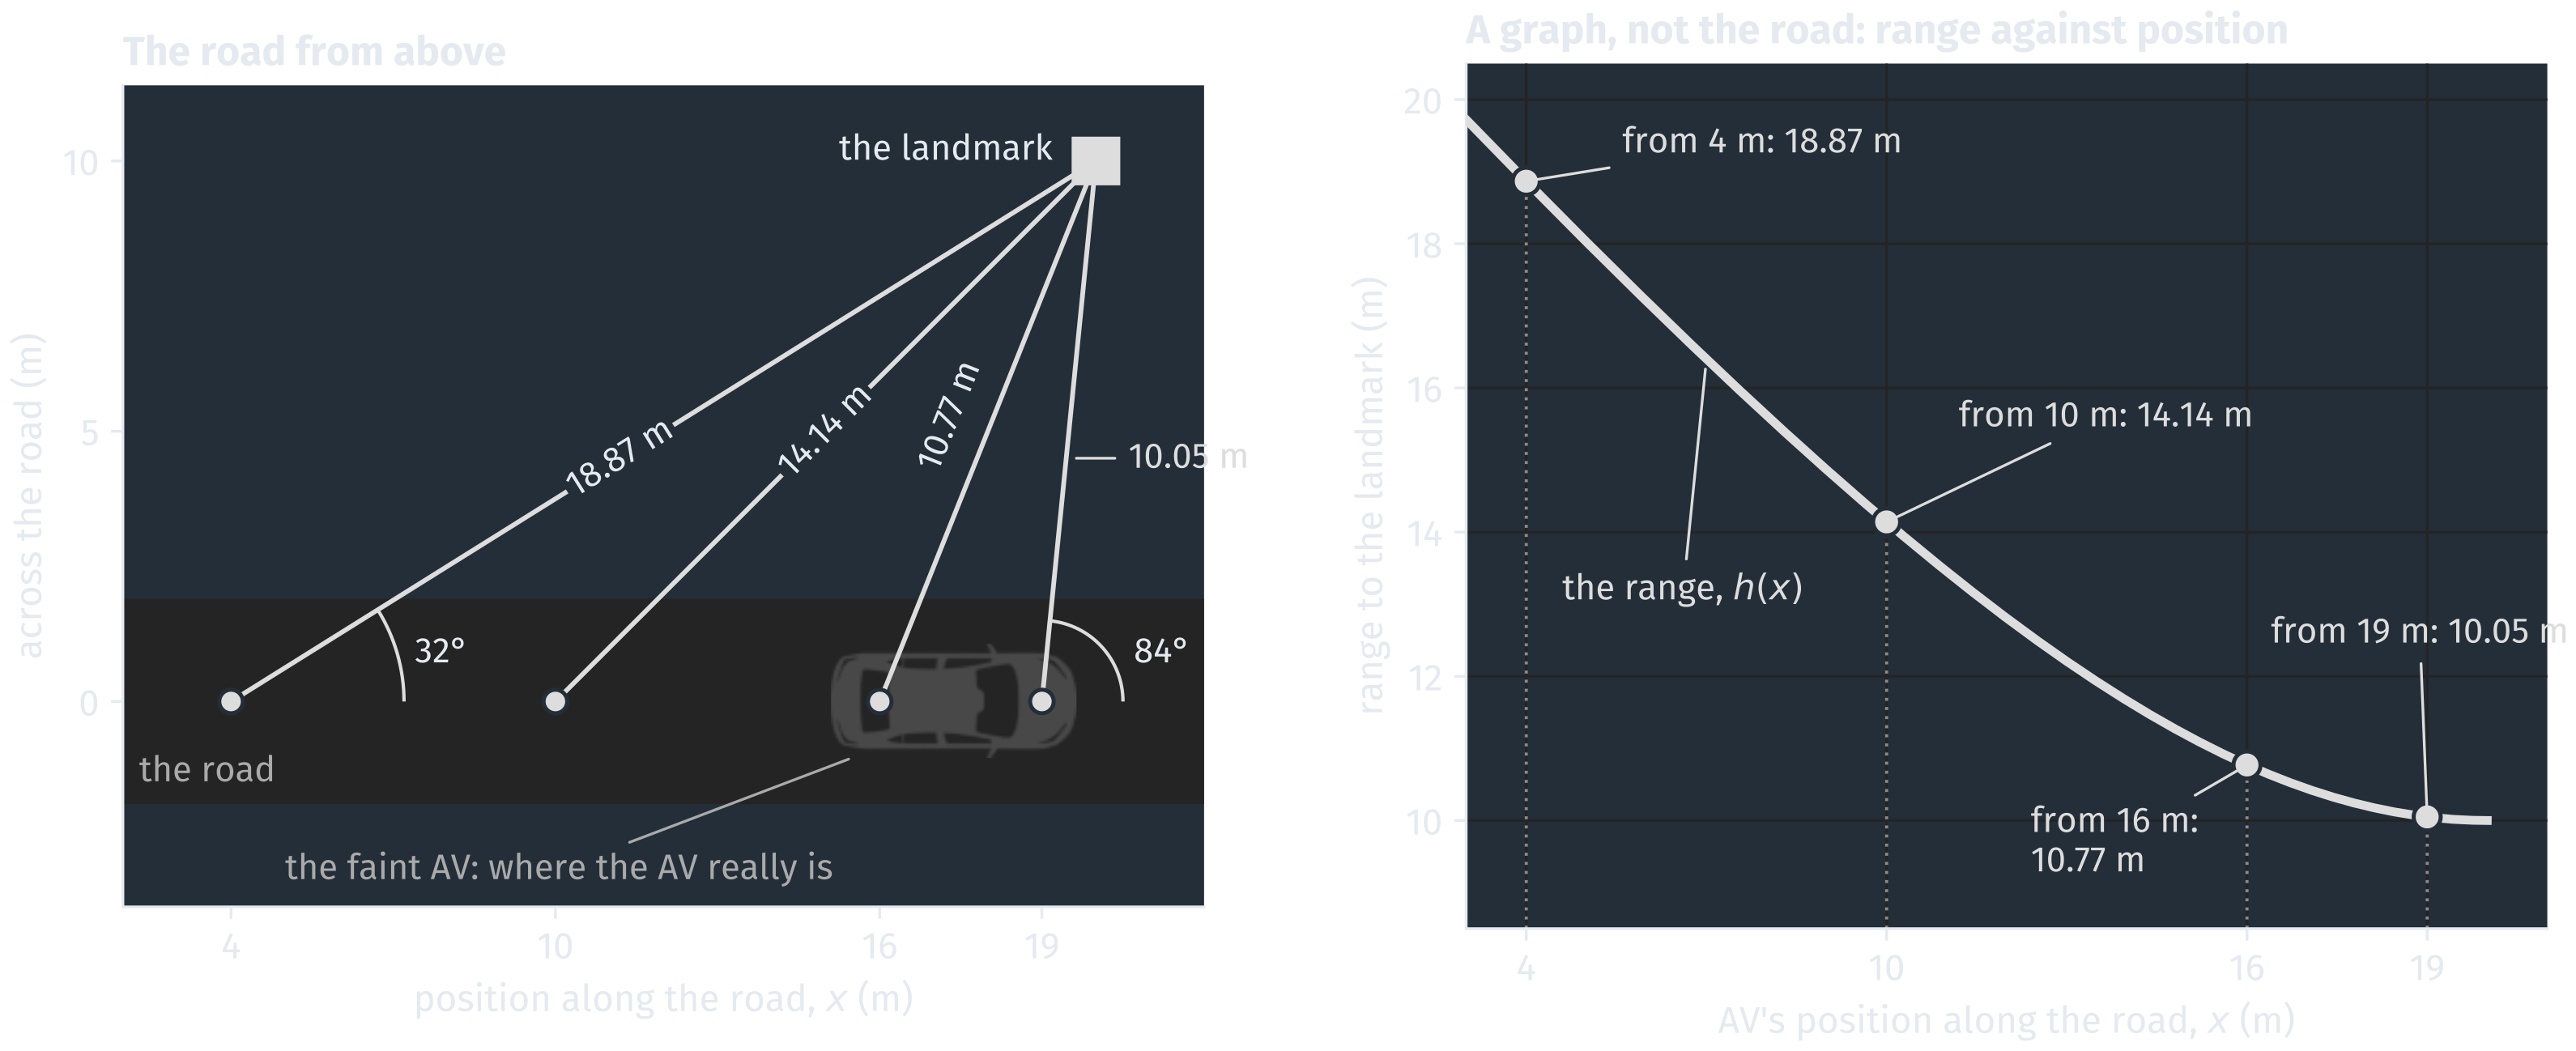 The road from above
the landmark
10
5
0
across the road (m)
18.87 m
14.14 m
10.77 m
10.05 m
32°
84°
the road
the faint AV: where the AV really is
4
10
16
19
position along the road, x (m)
A graph, not the road: range against position
20
18
16
14
12
10
range to the landmark (m)
from 4 m: 18.87 m
from 10 m: 14.14 m
the range, h(x)
from 19 m: 10.05 m
from 16 m:
10.77 m
4
10
16
19
AV's position along the road, x (m)